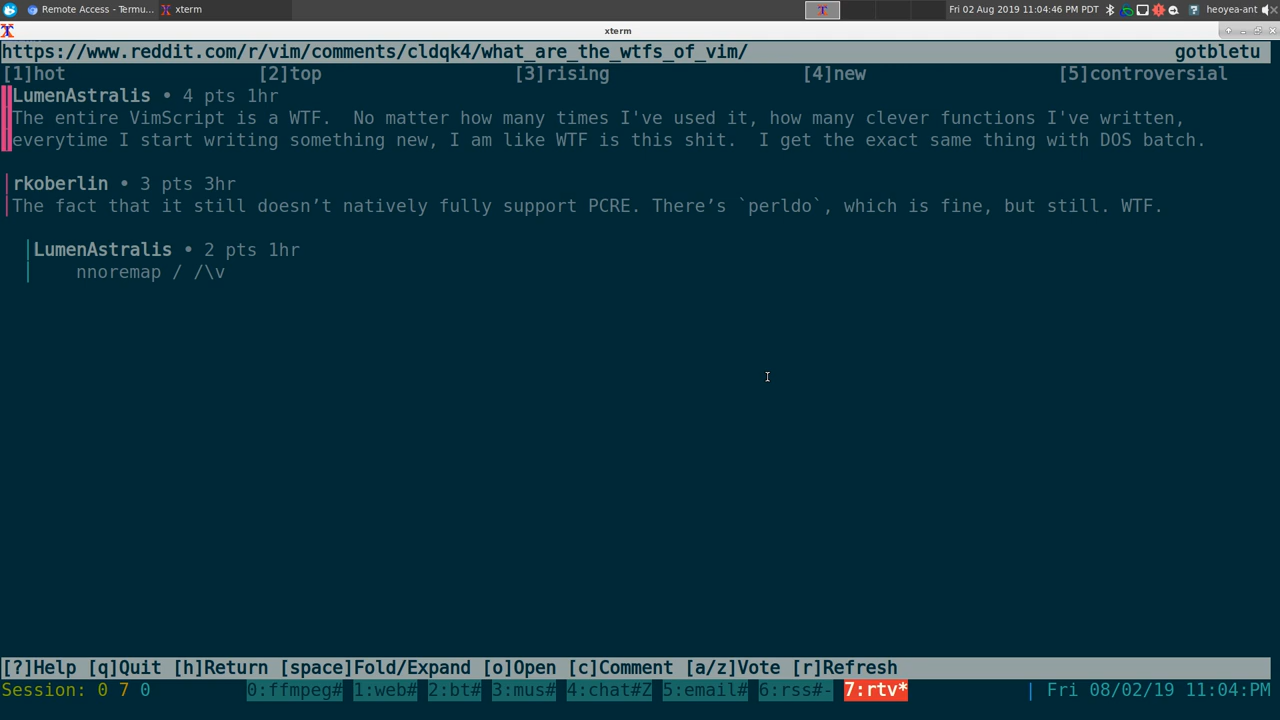 Remote Access - Termu... xterm Fri 02 Aug 2019 11:04:46 PM PDT heoyea-ant
xterm
https://www.reddit.com/r/vim/comments/cldqk4/what_are_the_wtfs_of_vim/ gotbletu
[1]hot [2]top [3]rising [4]new [5]controversial
LumenAstralis • 4 pts 1hr
The entire VimScript is a WTF.  No matter how many times I've used it, how many clever functions I've written,
everytime I start writing something new, I am like WTF is this shit.  I get the exact same thing with DOS batch.
rkoberlin • 3 pts 3hr
The fact that it still doesn’t natively fully support PCRE. There’s `perldo`, which is fine, but still. WTF.
LumenAstralis • 2 pts 1hr
nnoremap / /\v
[?]Help [q]Quit [h]Return [space]Fold/Expand [o]Open [c]Comment [a/z]Vote [r]Refresh
Session: 0 7 0 0:ffmpeg# 1:web# 2:bt# 3:mus# 4:chat#Z 5:email# 6:rss#- 7:rtv* | Fri 08/02/19 11:04:PM